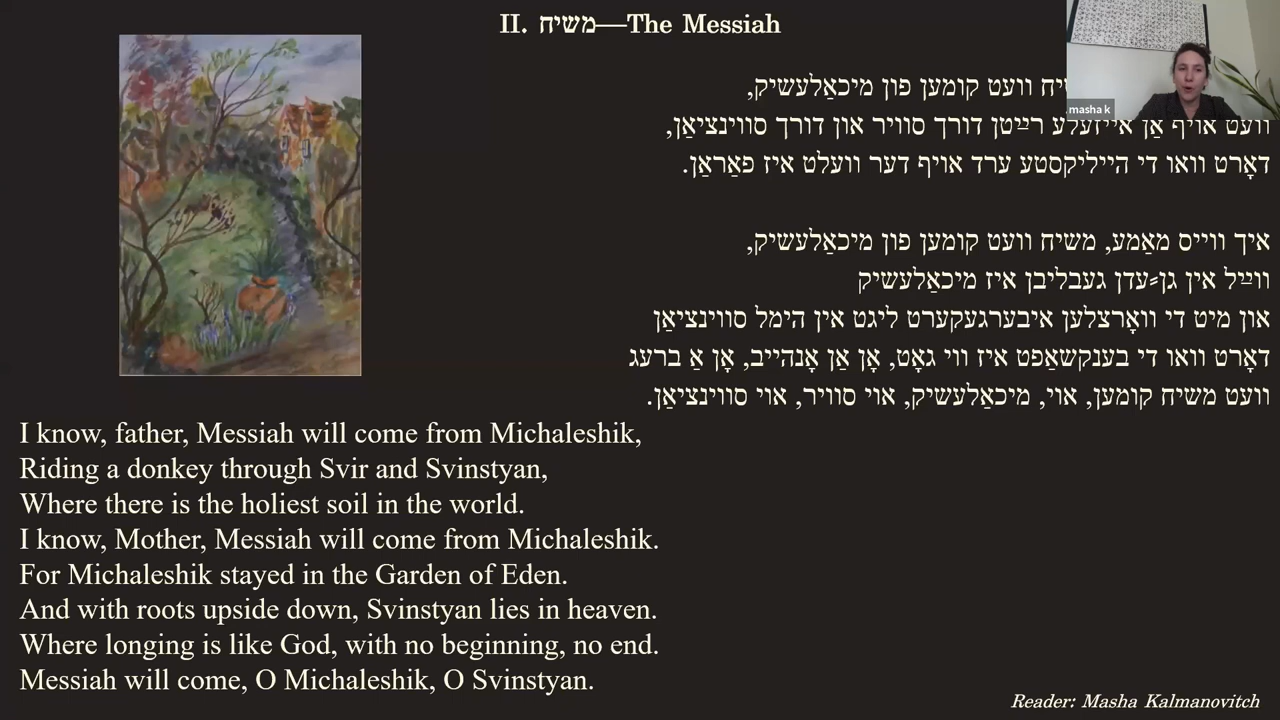 II. משיח—The Messiah
וועט קומען פון מיכאַלעשיק,
masha k
וועט אויף אַן אייזעלע רײַטן דורך סוויר און דורך סווינציאַן,
דאָרט וואו די הייליקסטע ערד אויף דער וועלט איז פאַראַן.
איך ווייס מאַמע, משיח וועט קומען פון מיכאַלעשיק,
ווײַל אין גן⸗עדן געבליבן איז מיכאַלעשיק
און מיט די וואָרצלען איבערגעקערט ליגט אין הימל סווינציאַן
דאָרט וואו די בענקשאַפט איז ווי גאָט, אָן אַן אָנהייב, אָן אַ ברעג
וועט משיח קומען, אוי, מיכאַלעשיק, אוי סוויר, אוי סווינציאַן.
I know, father, Messiah will come from Michaleshik,
Riding a donkey through Svir and Svinstyan,
Where there is the holiest soil in the world.
I know, Mother, Messiah will come from Michaleshik.
For Michaleshik stayed in the Garden of Eden.
And with roots upside down, Svinstyan lies in heaven.
Where longing is like God, with no beginning, no end.
Messiah will come, O Michaleshik, O Svinstyan.
Reader: Masha Kalmanovitch